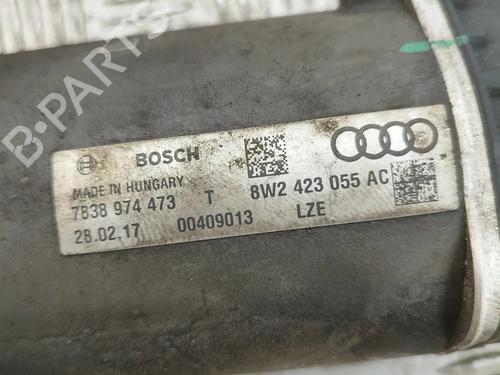 B-PARTS
BOSCH
MADE IN HUNGARY
7838 974 473 T 8W2 423 055 AC
28.02.17 00409013 LZE